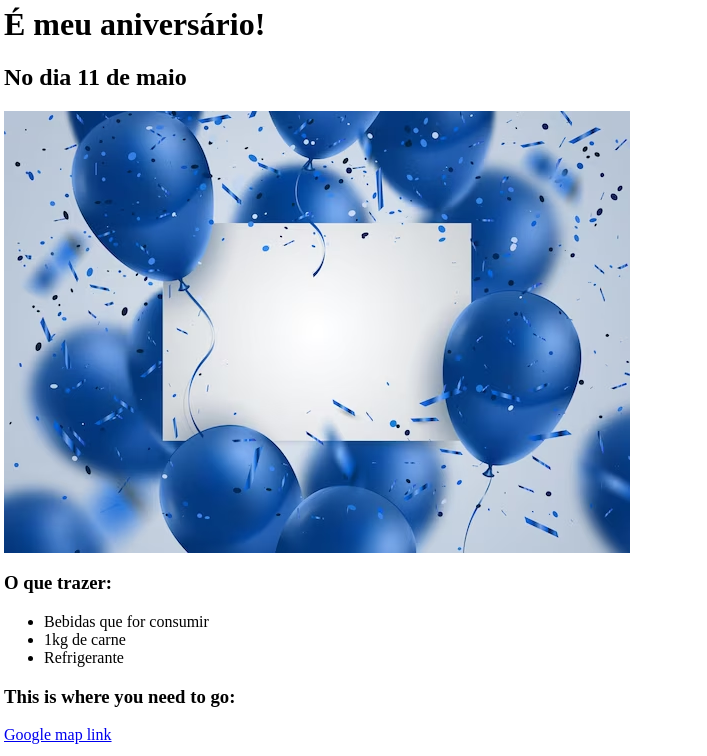 É meu aniversário!
No dia 11 de maio
O que trazer:
Bebidas que for consumir
1kg de carne
Refrigerante
This is where you need to go:
Google map link